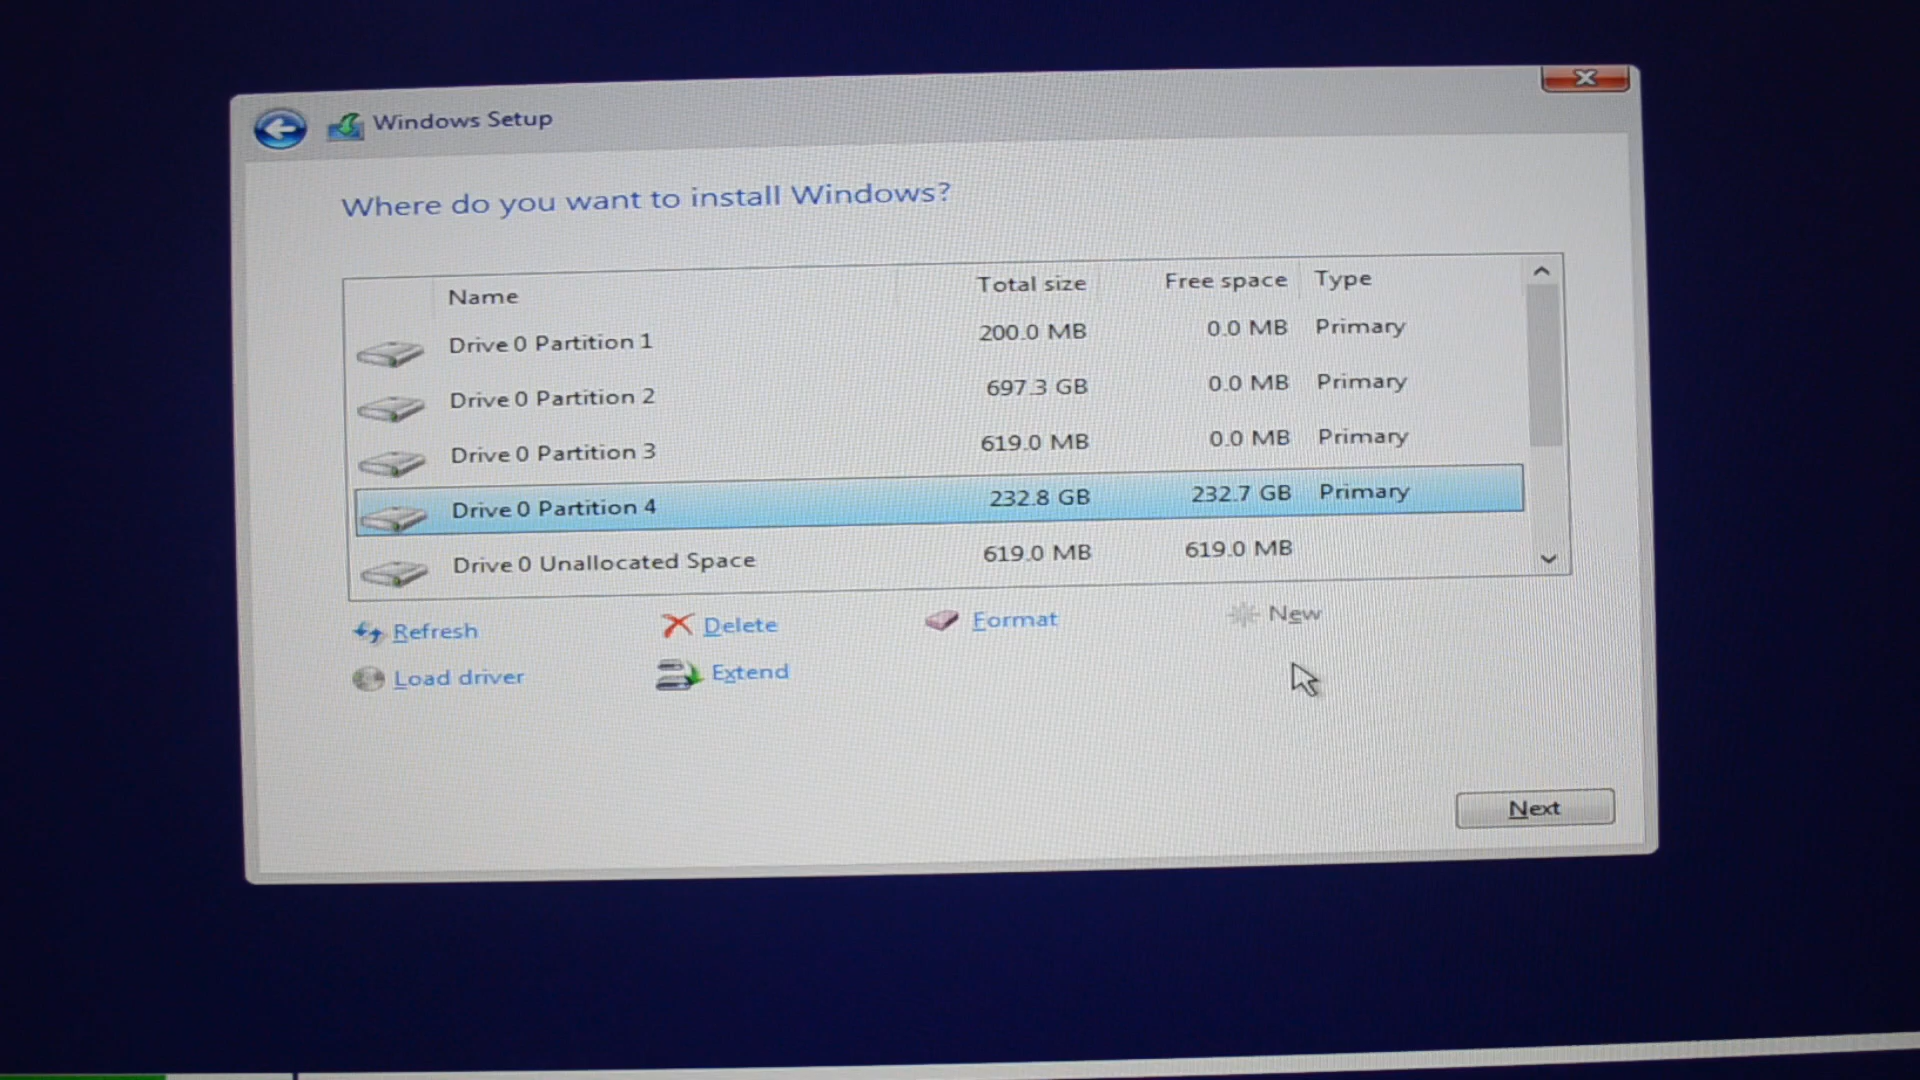 Windows Setup
Where do you want to install Windows?
Name Total size Free space Type
Drive 0 Partition 1 200.0 MB 0.0 MB Primary
Drive 0 Partition 2 697.3 GB 0.0 MB Primary
Drive 0 Partition 3 619.0 MB 0.0 MB Primary
Drive 0 Partition 4 232.8 GB 232.7 GB Primary
Drive 0 Unallocated Space 619.0 MB 619.0 MB
Refresh Delete Format New
Load driver Extend
Next